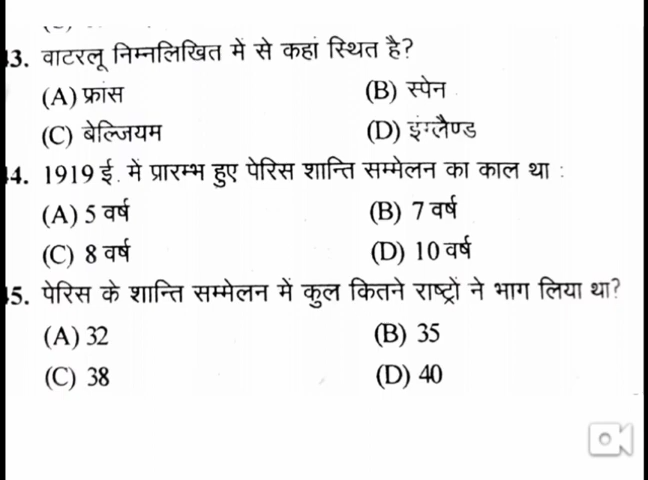 13. वाटरलू निम्नलिखित में से कहां स्थित है?
(A) फ्रांस (B) स्पेन
(C) बेल्जियम (D) इंग्लैण्ड
14. 1919 ई. में प्रारम्भ हुए पेरिस शान्ति सम्मेलन का काल था :
(A) 5 वर्ष (B) 7 वर्ष
(C) 8 वर्ष (D) 10 वर्ष
15. पेरिस के शान्ति सम्मेलन में कुल कितने राष्ट्रों ने भाग लिया था?
(A) 32 (B) 35
(C) 38 (D) 40